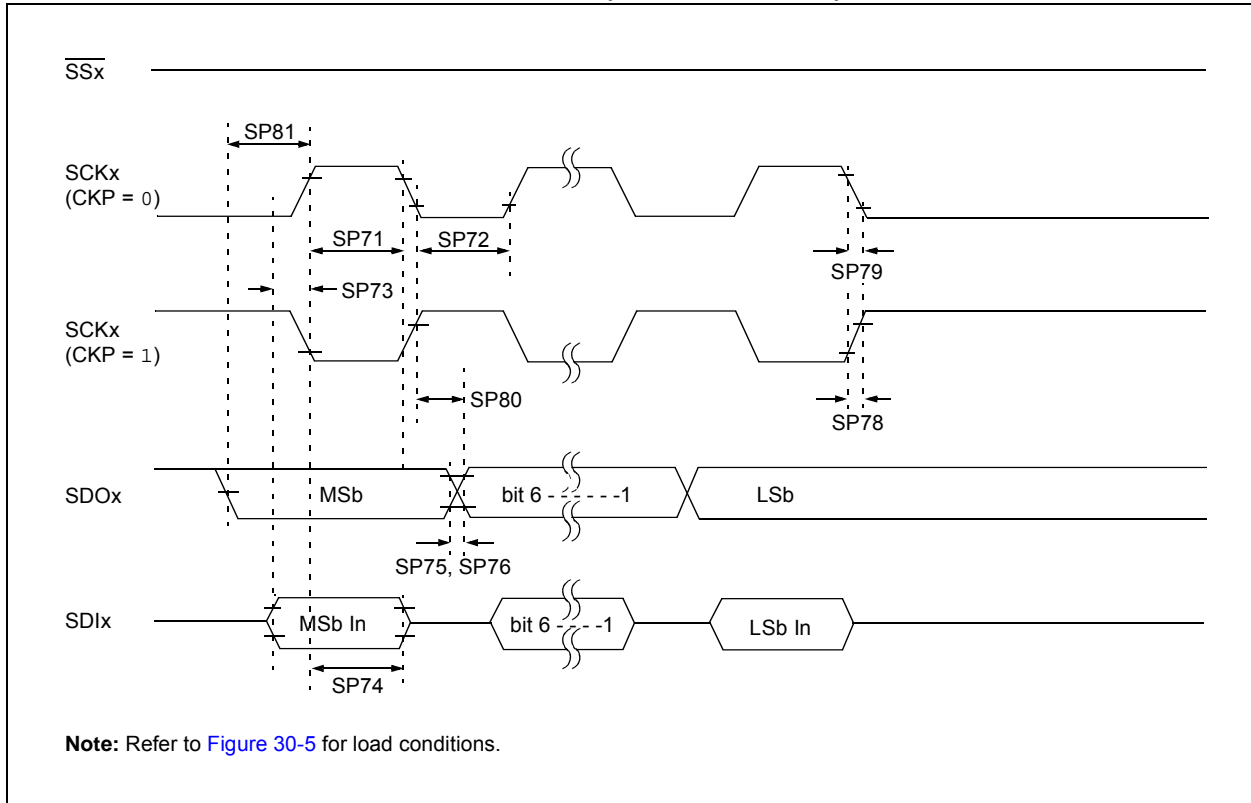 SSx
SP81
SCKx
(CKP = 0)
SP71
SP72
SP79
SP73
SCKx
(CKP = 1)
SP80
SP78
SDOx
MSb
bit 6 - - - - - -1
LSb
SP75, SP76
SDIx
MSb In
bit 6 - - - -1
LSb In
SP74
Note: Refer to Figure 30-5 for load conditions.